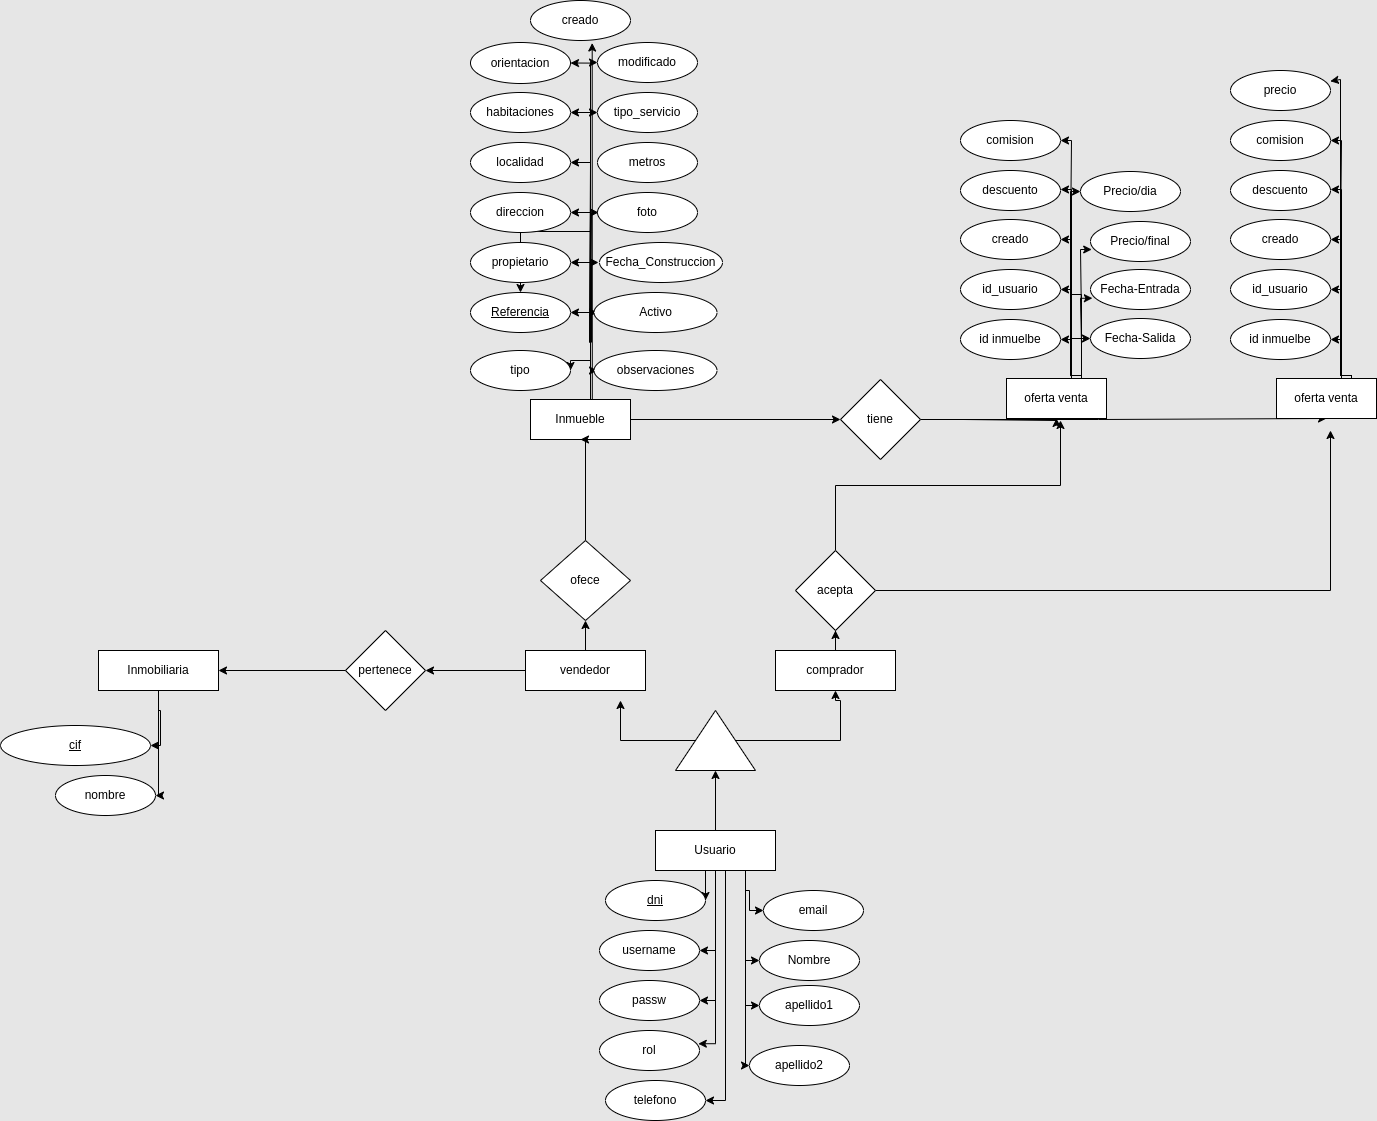 creado
orientacion
modificado
habitaciones
tipo_servicio
localidad
metros
direccion
foto
propietario
Fecha_Construccion
Referencia
Activo
tipo
observaciones
Inmueble
tiene
comision
descuento
Precio/dia
creado
Precio/final
id_usuario
Fecha-Entrada
id inmuelbe
Fecha-Salida
oferta venta
precio
comision
descuento
creado
id_usuario
id inmuelbe
oferta venta
ofece
acepta
Inmobiliaria
pertenece
vendedor
comprador
cif
nombre
Usuario
dni
email
username
Nombre
passw
apellido1
rol
apellido2
telefono